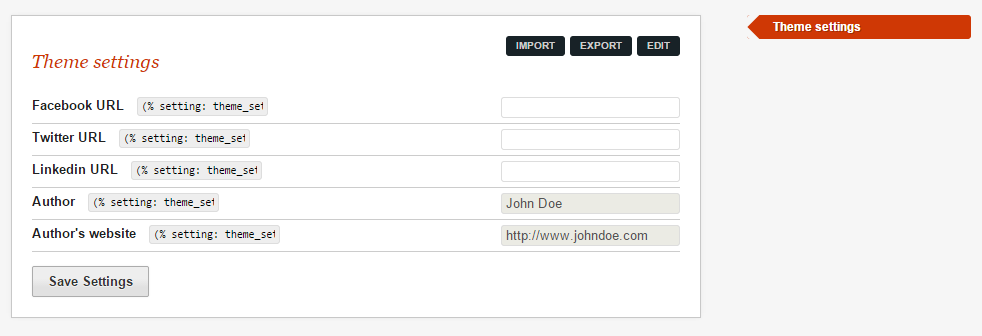 IMPORT EXPORT EDIT
Theme settings
Theme settings
Facebook URL (% setting: theme_set
Twitter URL (% setting: theme_set
Linkedin URL (% setting: theme_set
Author (% setting: theme_set John Doe
Author's website (% setting: theme_set http://www.johndoe.com
Save Settings